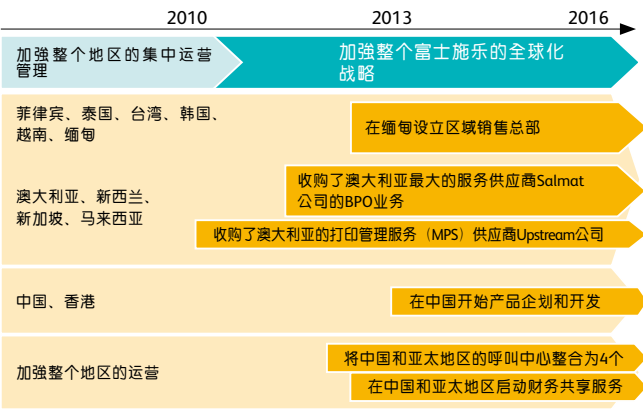 2010 2013 2016
加強整个地区的集中运营
管理
加強整个富士施乐的全球化
战略
菲律宾、泰国、台湾、韩国、
越南、缅甸
在缅甸设立区域销售总部
澳大利亚、新西兰、
新加坡、马来西亚
收购了澳大利亚最大的服务供应商Salmat
公司的BPO业务
收购了澳大利亚的打印管理服务（MPS）供应商Upstream公司
中国、香港
在中国开始产品企划和开发
加強整个地区的运营
将中国和亚太地区的呼叫中心整合为4个
在中国和亚太地区启动财务共享服务